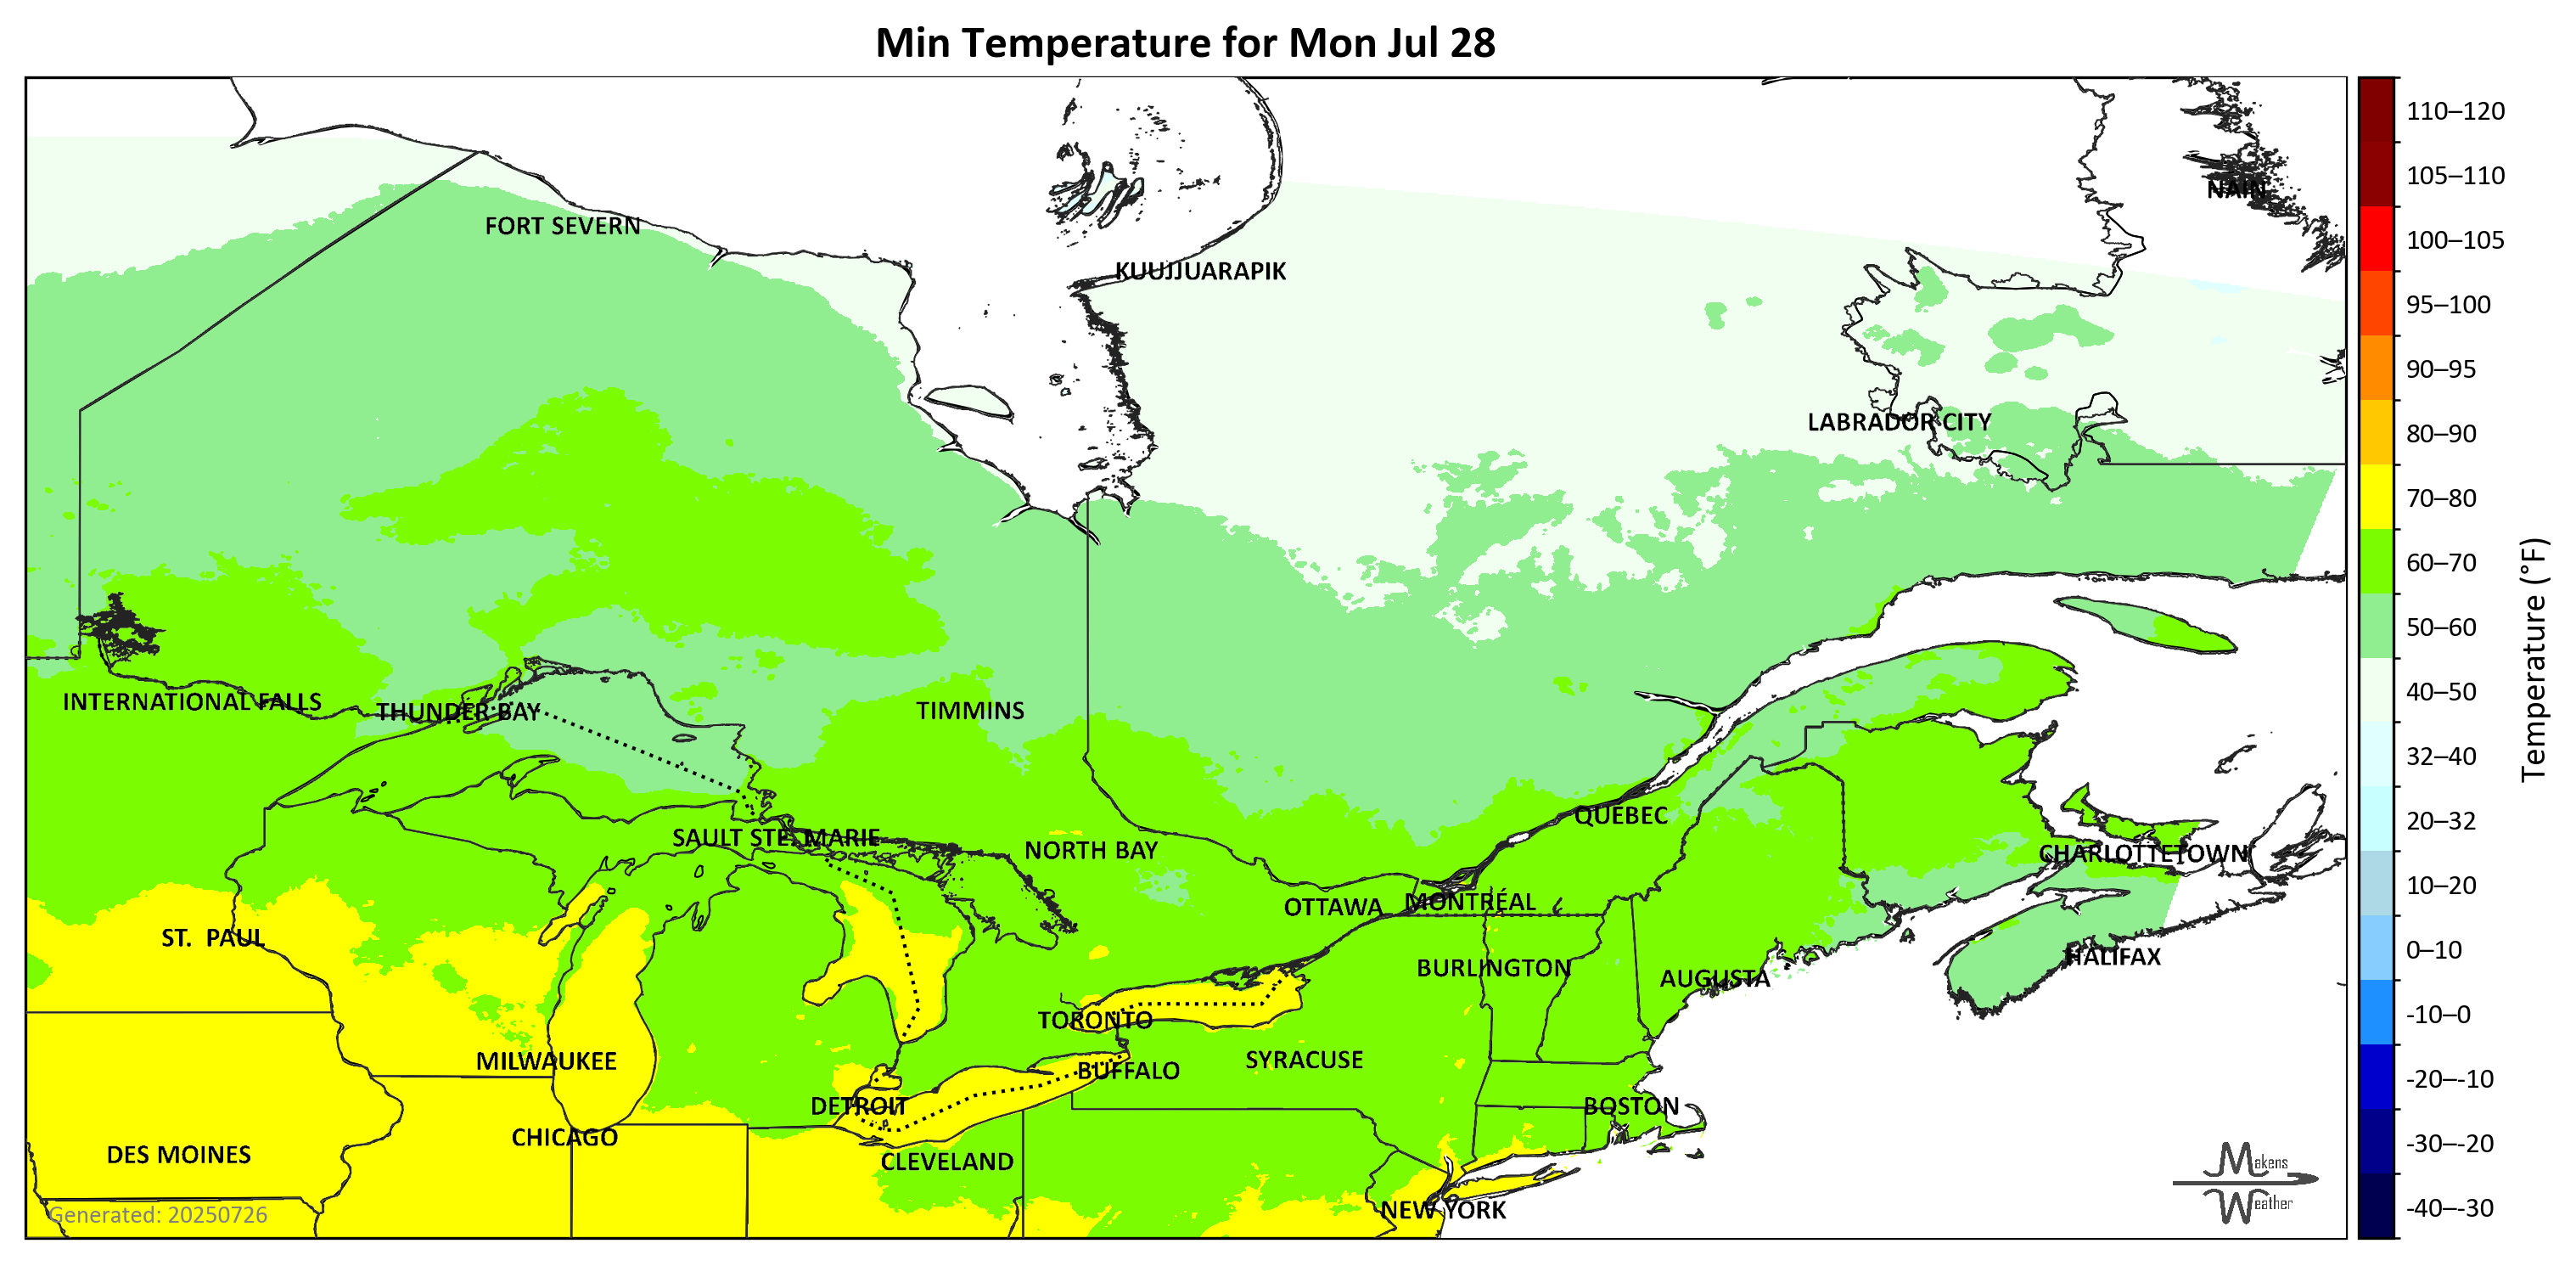 Min Temperature for Mon Jul 28
110–120
105–110
NAIN
FORT SEVERN
100–105
KUUJJUARAPIK
95–100
90–95
LABRADOR CITY
80–90
70–80
60–70
50–60
Temperature (°F)
40–50
INTERNATIONAL FALLS
THUNDER BAY
TIMMINS
32–40
QUEBEC
20–32
SAULT STE. MARIE
NORTH BAY
CHARLOTTETOWN
10–20
OTTAWA
MONTRÉAL
ST. PAUL
0–10
HALIFAX
BURLINGTON
AUGUSTA
-10–0
TORONTO
MILWAUKEE
SYRACUSE
BUFFALO
-20–-10
DETROIT
BOSTON
CHICAGO
-30–-20
DES MOINES
CLEVELAND
Makens
Weather
NEW YORK
-40–-30
Generated: 20250726